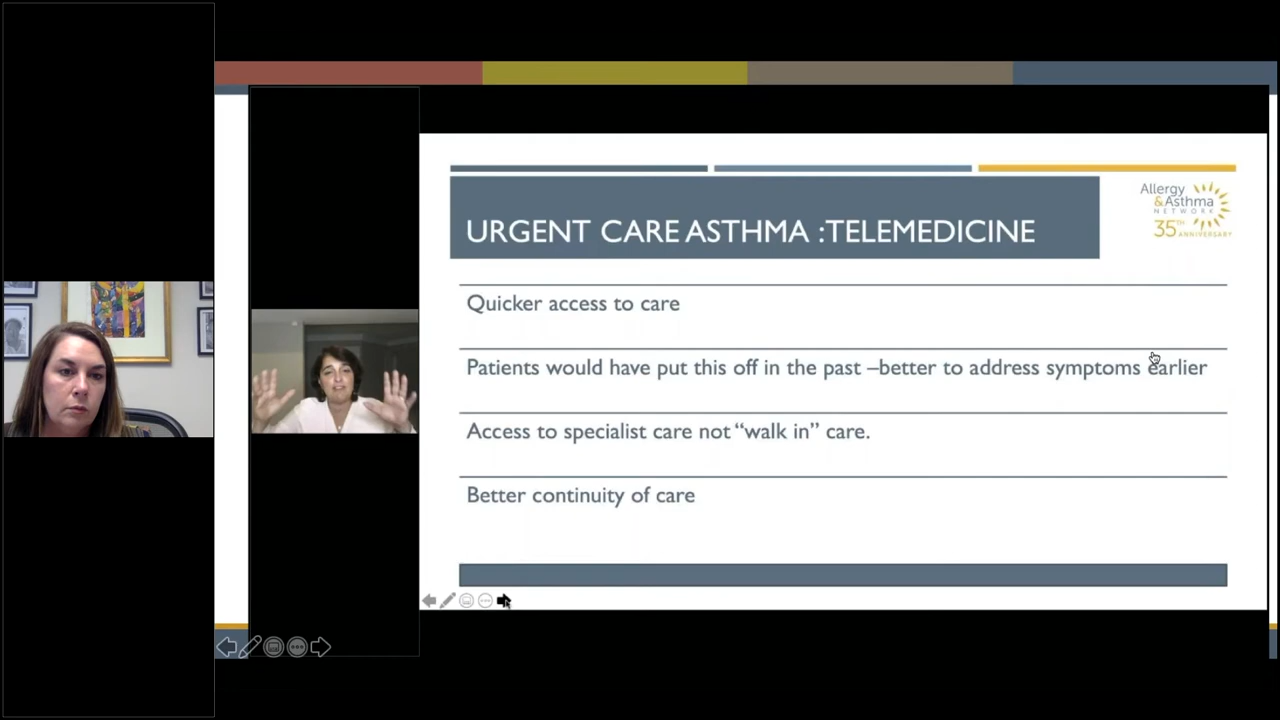 URGENT CARE ASTHMA :TELEMEDICINE
Allergy
&Asthma
NETWORK
35TH
ANNIVERSARY
Quicker access to care
Patients would have put this off in the past –better to address symptoms earlier
Access to specialist care not “walk in” care.
Better continuity of care